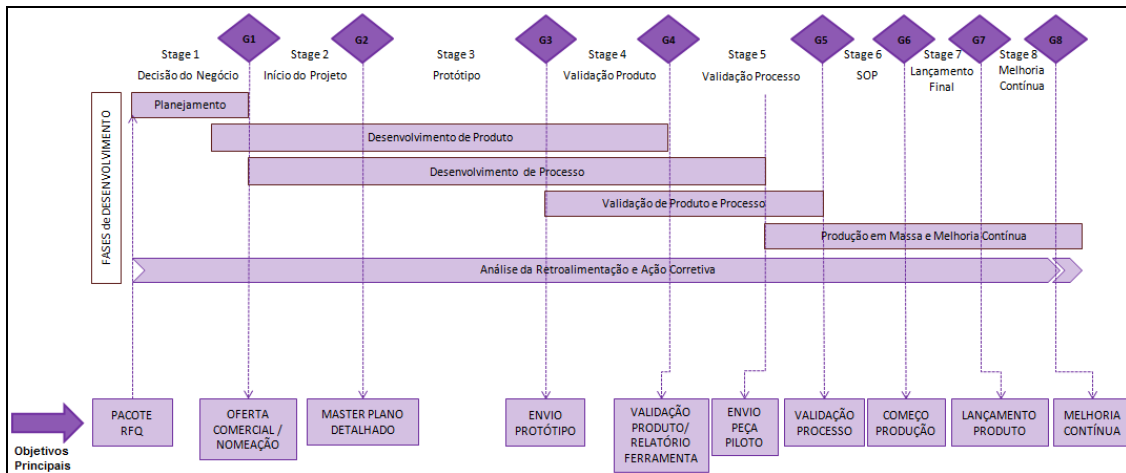 G1
G2
G3
G4
G5
G6
G7
G8
Stage 1
Stage 2
Stage 3
Stage 4
Stage 5
Stage 6
Stage 7
Stage 8
Decisão do Negócio
Início do Projeto
Protótipo
Validação Produto
Validação Processo
SOP
Lançamento
Final
Melhoria
Contínua
FASES de DESENVOLVIMENTO
Planejamento
Desenvolvimento de Produto
Desenvolvimento de Processo
Validação de Produto e Processo
Produção em Massa e Melhoria Contínua
Análise da Retroalimentação e Ação Corretiva
Objetivos
Principais
PACOTE
RFQ
OFERTA
COMERCIAL /
NOMEAÇÃO
MASTER PLANO
DETALHADO
ENVIO
PROTÓTIPO
VALIDAÇÃO
PRODUTO/
RELATÓRIO
FERRAMENTA
ENVIO
PEÇA
PILOTO
VALIDAÇÃO
PROCESSO
COMEÇO
PRODUÇÃO
LANÇAMENTO
PRODUTO
MELHORIA
CONTÍNUA